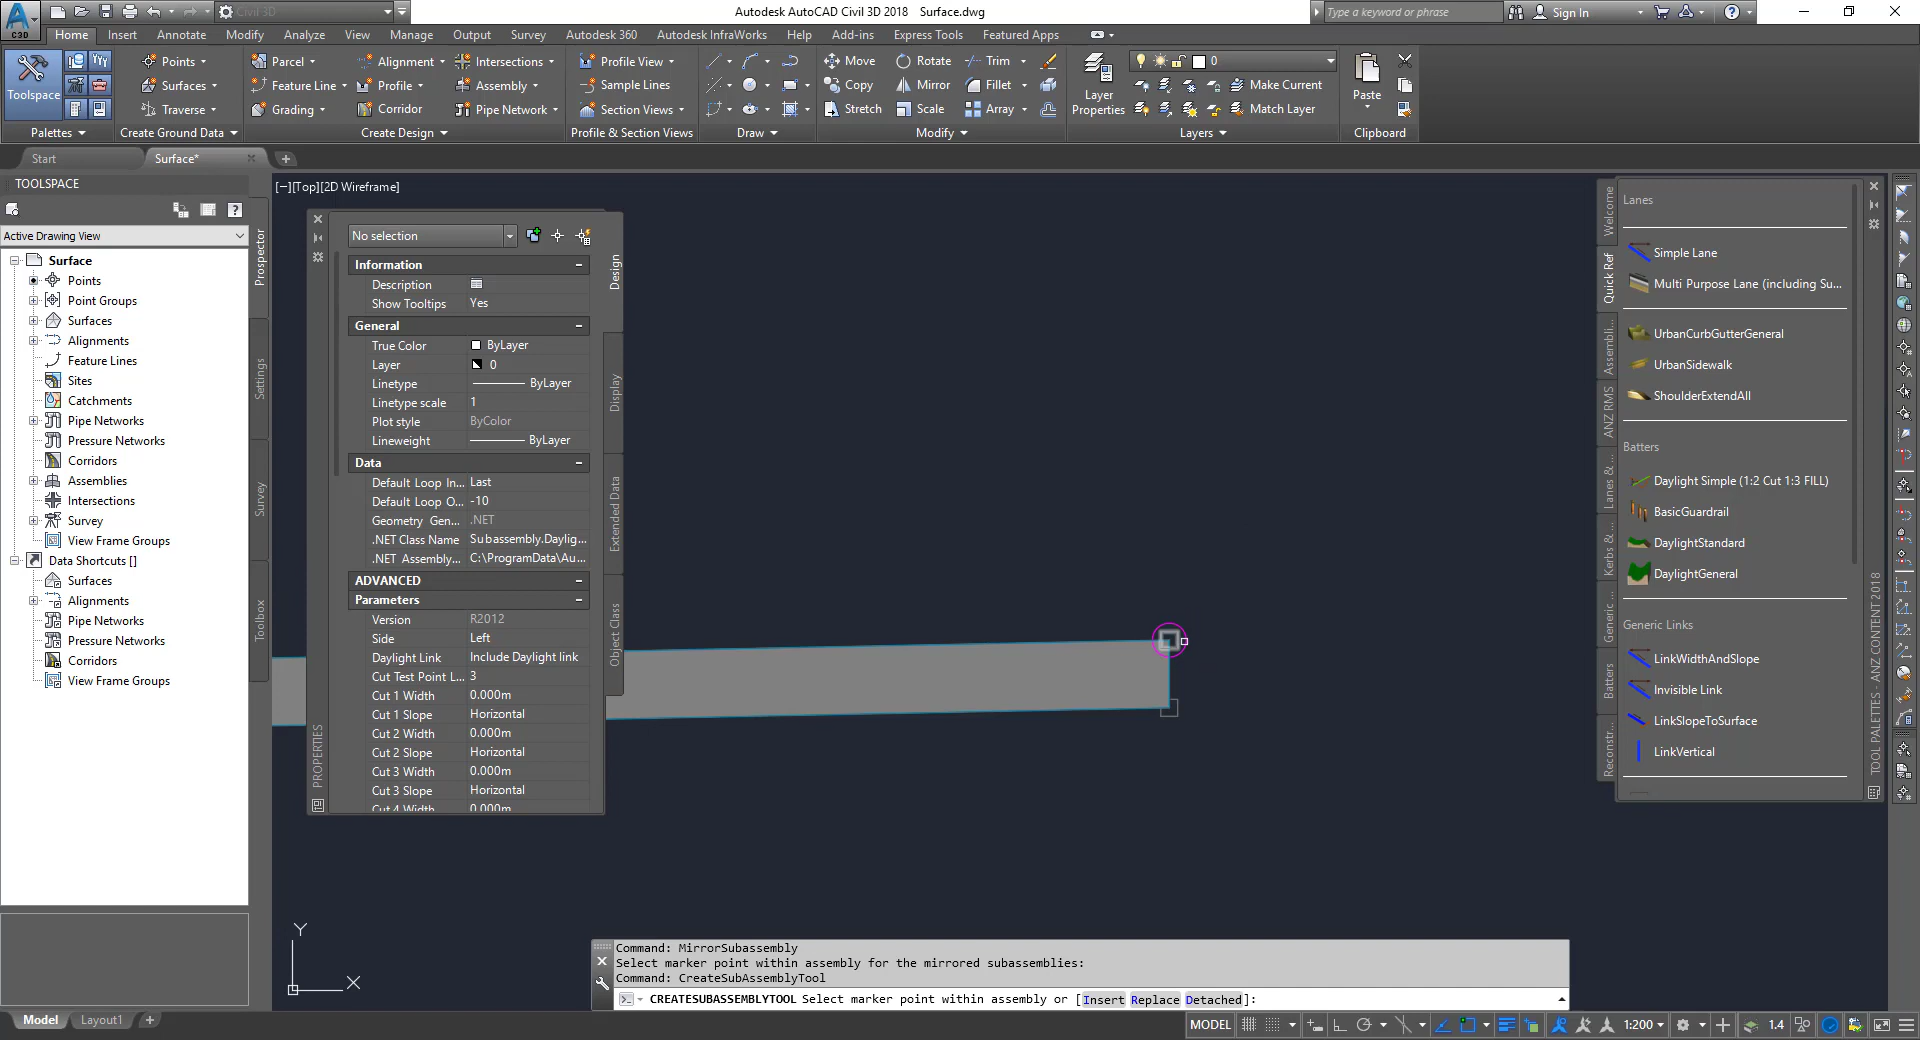 C3D
Civil 3D
Autodesk AutoCAD Civil 3D 2018 Surface.dwg
Type a keyword or phrase
Sign In
Home Insert Annotate Modify Analyze View Manage Output Survey Autodesk 360 Autodesk InfraWorks Help Add-ins Express Tools Featured Apps
Toolspace
Points
Surfaces
Traverse
Parcel
Feature Line
Grading
Alignment
Profile
Corridor
Intersections
Assembly
Pipe Network
Profile View
Sample Lines
Section Views
Move
Copy
Stretch
Rotate
Mirror
Scale
Trim
Fillet
Array
Layer
Properties
0
Make Current
Match Layer
Paste
Palettes
Create Ground Data
Create Design
Profile & Section Views
Draw
Modify
Layers
Clipboard
Start
Surface*
TOOLSPACE
Active Drawing View
Surface
Points
Point Groups
Surfaces
Alignments
Feature Lines
Sites
Catchments
Pipe Networks
Pressure Networks
Corridors
Assemblies
Intersections
Survey
View Frame Groups
Data Shortcuts []
Surfaces
Alignments
Pipe Networks
Pressure Networks
Corridors
View Frame Groups
Prospector
Settings
Survey
Toolbox
[−][Top][2D Wireframe]
No selection
Information
Description
Show Tooltips Yes
General
True Color ByLayer
Layer 0
Linetype ByLayer
Linetype scale 1
Plot style ByColor
Lineweight ByLayer
Data
Default Loop In... Last
Default Loop O... -10
Geometry Gen... .NET
.NET Class Name Subassembly.Daylig...
.NET Assembly... C:\ProgramData\Au...
ADVANCED
Parameters
Version R2012
Side Left
Daylight Link Include Daylight link
Cut Test Point L... 3
Cut 1 Width 0.000m
Cut 1 Slope Horizontal
Cut 2 Width 0.000m
Cut 2 Slope Horizontal
Cut 3 Width 0.000m
Cut 3 Slope Horizontal
Cut 4 Width 0.000m
PROPERTIES
Design
Display
Extended Data
Object Class
Y
X
Welcome
Quick Ref
Assembli...
ANZ RMS
Lanes & ...
Kerbs & ...
Generic ...
Batters
Reconstr...
Lanes
Simple Lane
Multi Purpose Lane (including Su...
UrbanCurbGutterGeneral
UrbanSidewalk
ShoulderExtendAll
Batters
Daylight Simple (1:2 Cut 1:3 FILL)
BasicGuardrail
DaylightStandard
DaylightGeneral
Generic Links
LinkWidthAndSlope
Invisible Link
LinkSlopeToSurface
LinkVertical
TOOL PALETTES - ANZ CONTENT 2018
Command: MirrorSubassembly
Select marker point within assembly for the mirrored subassemblies:
Command: CreateSubAssemblyTool
CREATESUBASSEMBLYTOOL Select marker point within assembly or [Insert Replace Detached]:
Model Layout1
MODEL 1:200 1.4